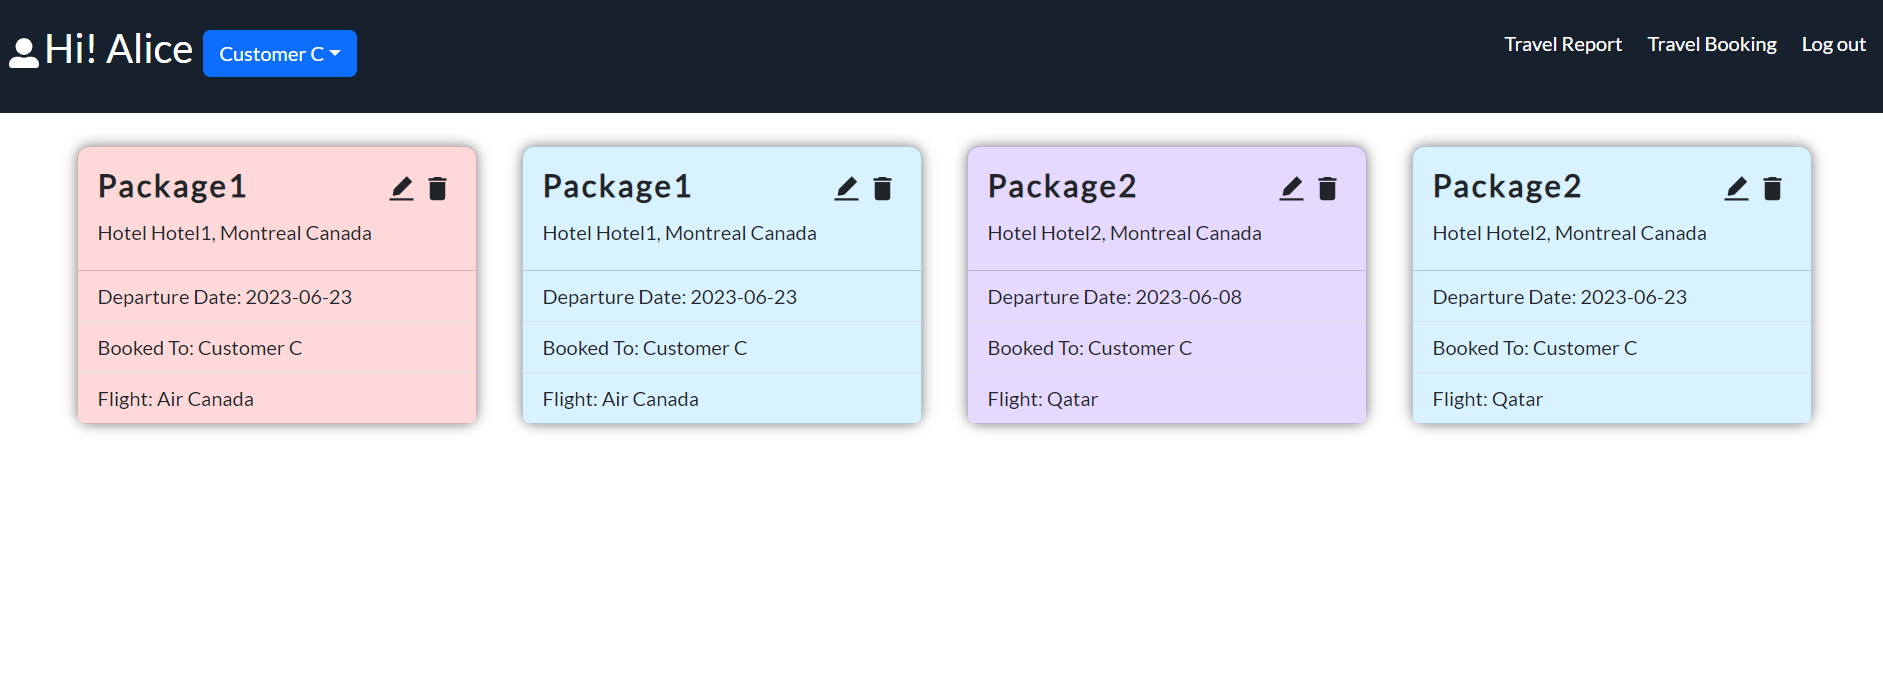 Hi! Alice
Customer C
Travel Report
Travel Booking
Log out
Package1
Hotel Hotel1, Montreal Canada
Departure Date: 2023-06-23
Booked To: Customer C
Flight: Air Canada
Package1
Hotel Hotel1, Montreal Canada
Departure Date: 2023-06-23
Booked To: Customer C
Flight: Air Canada
Package2
Hotel Hotel2, Montreal Canada
Departure Date: 2023-06-08
Booked To: Customer C
Flight: Qatar
Package2
Hotel Hotel2, Montreal Canada
Departure Date: 2023-06-23
Booked To: Customer C
Flight: Qatar